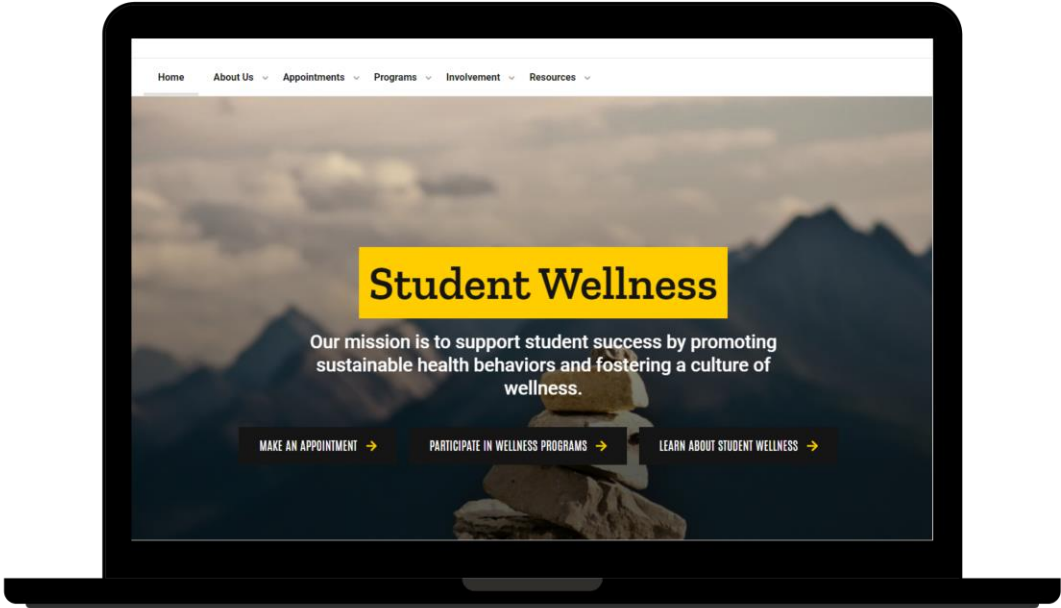 Home About Us Appointments Programs Involvement Resources
Student Wellness
Our mission is to support student success by promoting
sustainable health behaviors and fostering a culture of
wellness.
MAKE AN APPOINTMENT → PARTICIPATE IN WELLNESS PROGRAMS → LEARN ABOUT STUDENT WELLNESS →